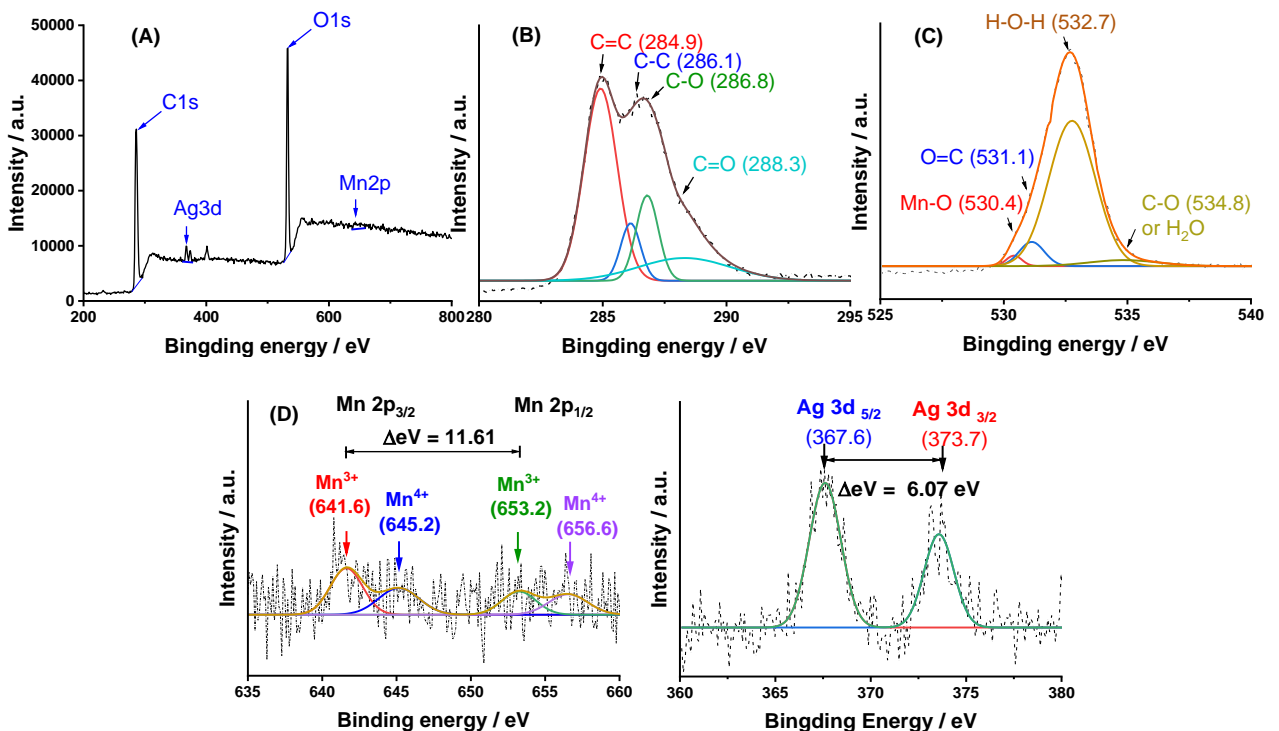 (A)
O1s
C1s
Ag3d
Mn2p
50000
40000
30000
20000
10000
0
200
400
600
800
Intensity / a.u.
Bingding energy / eV
(B)
C=C (284.9)
C-C (286.1)
C-O (286.8)
C=O (288.3)
280
285
290
295
Intensity / a.u.
Bingding energy / eV
(C)
H-O-H (532.7)
O=C (531.1)
Mn-O (530.4)
C-O (534.8)
or H₂O
525
530
535
540
Intensity / a.u.
Bingding energy / eV
(D)
Mn 2p₃/₂
Mn 2p₁/₂
ΔeV = 11.61
Mn³⁺
(641.6)
Mn⁴⁺
(645.2)
Mn³⁺
(653.2)
Mn⁴⁺
(656.6)
635
640
645
650
655
660
Intensity / a.u.
Binding energy / eV
Ag 3d ₅/₂
(367.6)
Ag 3d ₃/₂
(373.7)
ΔeV = 6.07 eV
360
365
370
375
380
Intensity / a.u.
Bingding Energy / eV